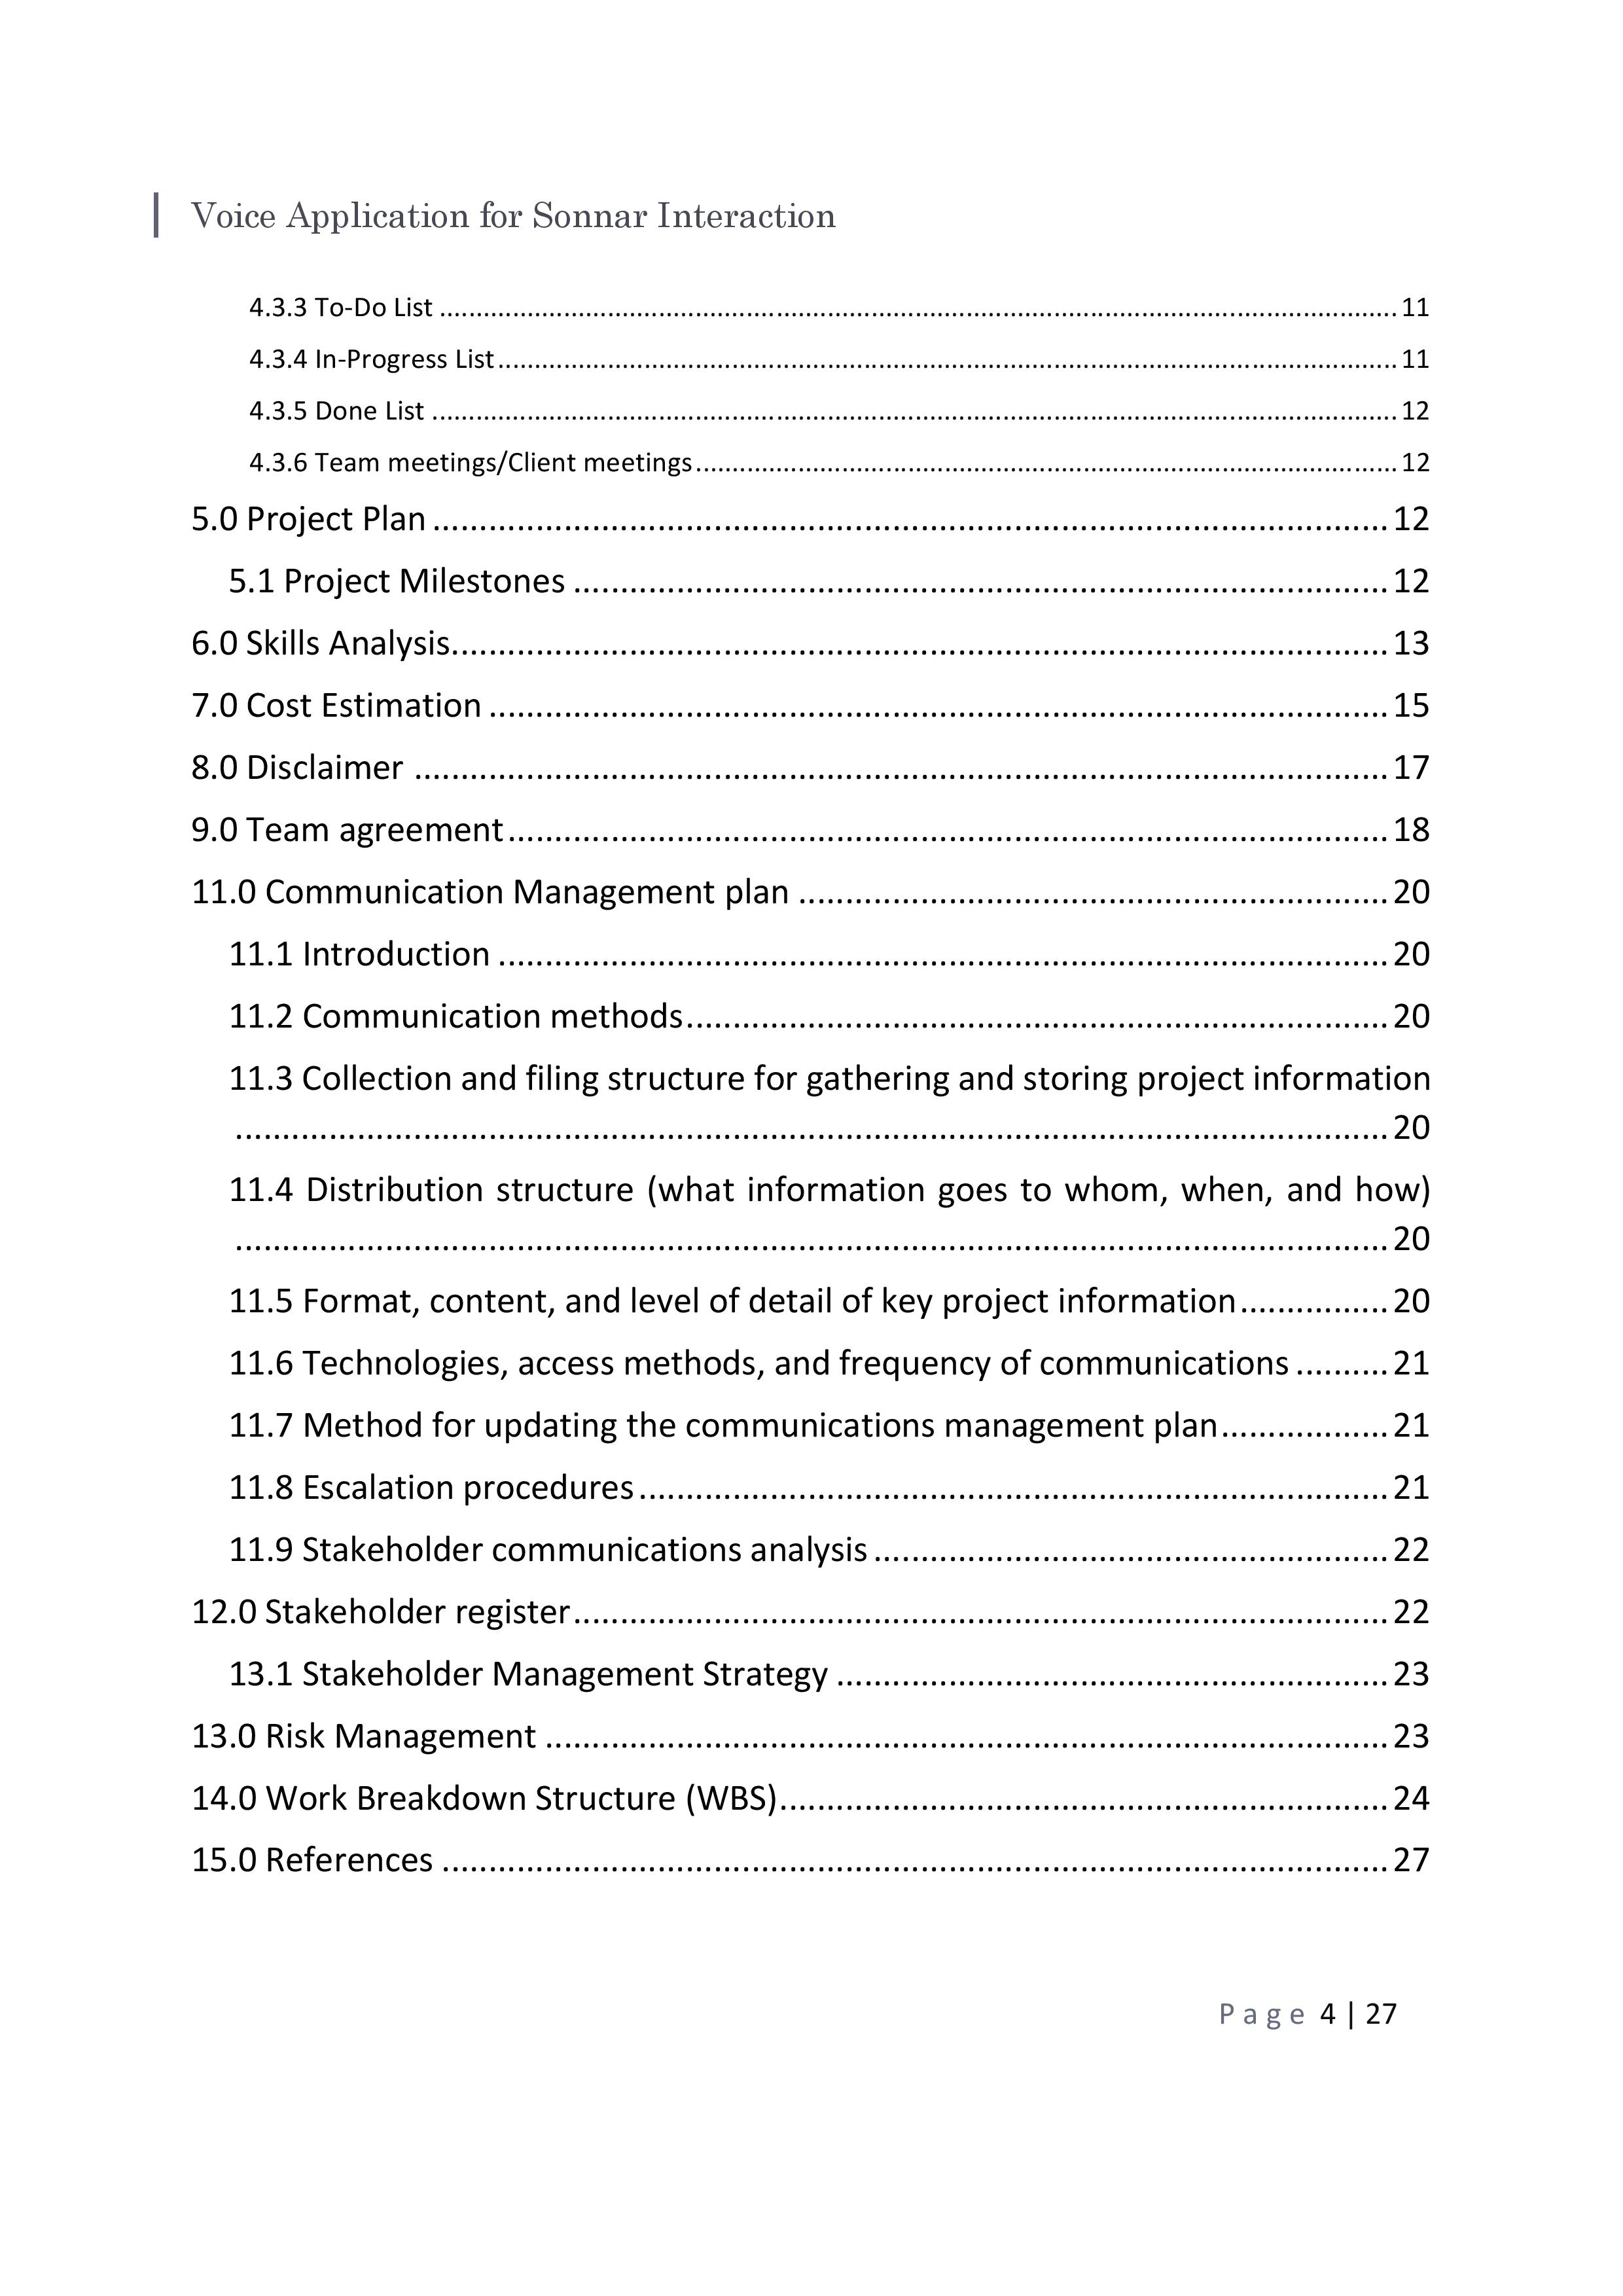 Voice Application for Sonnar Interaction
4.3.3 To-Do List ........................................................................ 11
4.3.4 In-Progress List ........................................................................ 11
4.3.5 Done List ........................................................................ 12
4.3.6 Team meetings/Client meetings ........................................................................ 12
5.0 Project Plan ........................................................................ 12
5.1 Project Milestones ........................................................................ 12
6.0 Skills Analysis ........................................................................ 13
7.0 Cost Estimation ........................................................................ 15
8.0 Disclaimer ........................................................................ 17
9.0 Team agreement ........................................................................ 18
11.0 Communication Management plan ........................................................................ 20
11.1 Introduction ........................................................................ 20
11.2 Communication methods ........................................................................ 20
11.3 Collection and filing structure for gathering and storing project information
........................................................................ 20
11.4 Distribution structure (what information goes to whom, when, and how)
........................................................................ 20
11.5 Format, content, and level of detail of key project information ................ 20
11.6 Technologies, access methods, and frequency of communications .......... 21
11.7 Method for updating the communications management plan .................. 21
11.8 Escalation procedures ........................................................................ 21
11.9 Stakeholder communications analysis ........................................................................ 22
12.0 Stakeholder register ........................................................................ 22
13.1 Stakeholder Management Strategy ........................................................................ 23
13.0 Risk Management ........................................................................ 23
14.0 Work Breakdown Structure (WBS) ........................................................................ 24
15.0 References ........................................................................ 27
Page 4 | 27